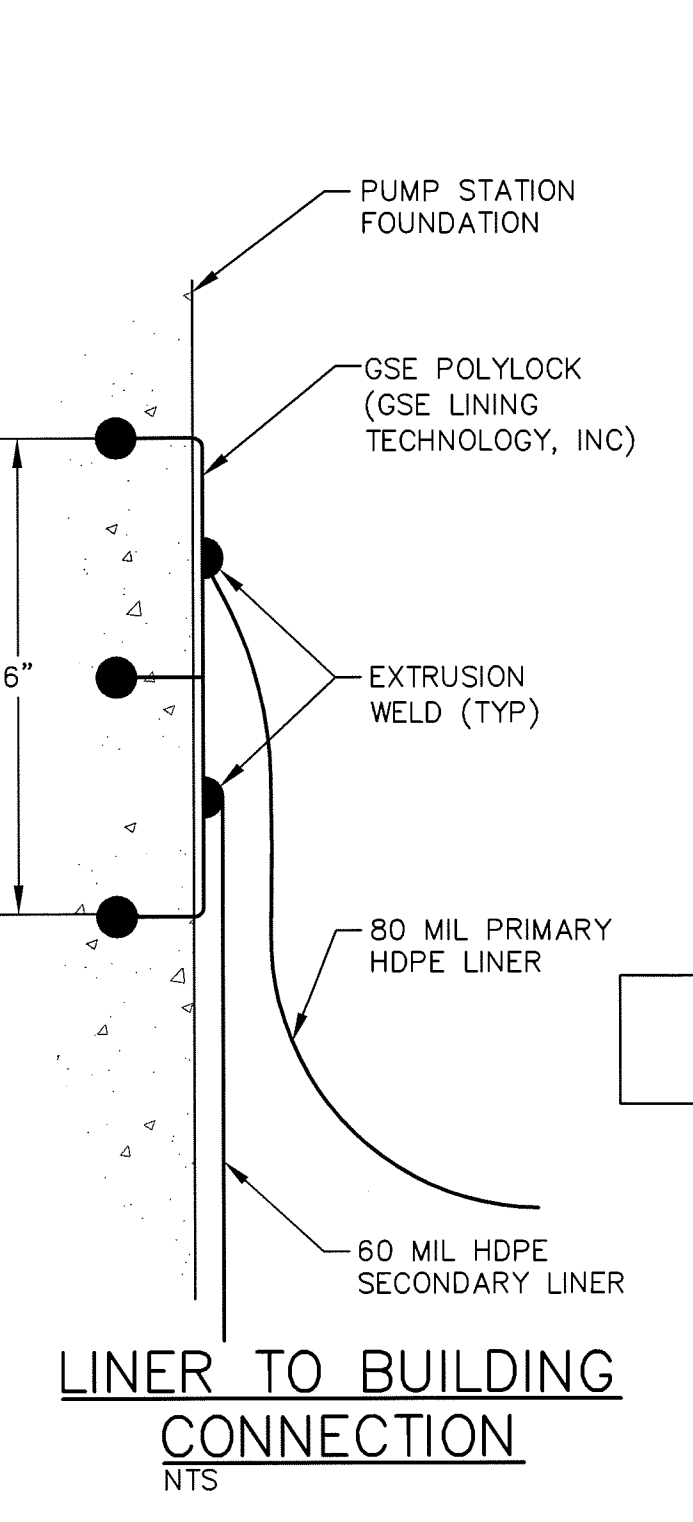 PUMP STATION
FOUNDATION
GSE POLYLOCK
(GSE LINING
TECHNOLOGY, INC)
6"
EXTRUSION
WELD (TYP)
80 MIL PRIMARY
HDPE LINER
60 MIL HDPE
SECONDARY LINER
LINER TO BUILDING
CONNECTION
NTS